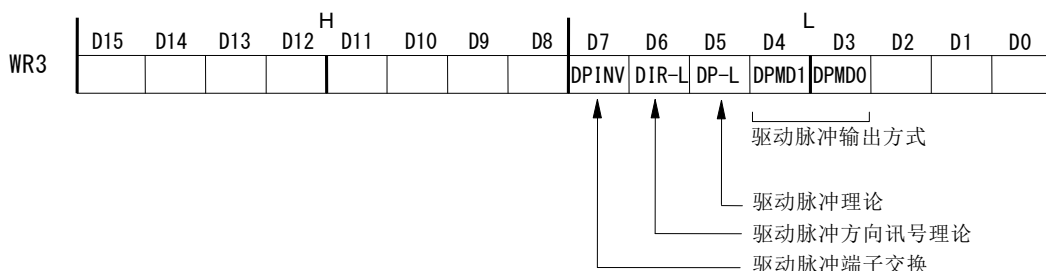 H L
D15 D14 D13 D12 D11 D10 D9 D8 D7 D6 D5 D4 D3 D2 D1 D0
WR3 DPINV DIR-L DP-L DPMD1 DPMD0
驱动脉冲输出方式
驱动脉冲理论
驱动脉冲方向讯号理论
驱动脉冲端子交换